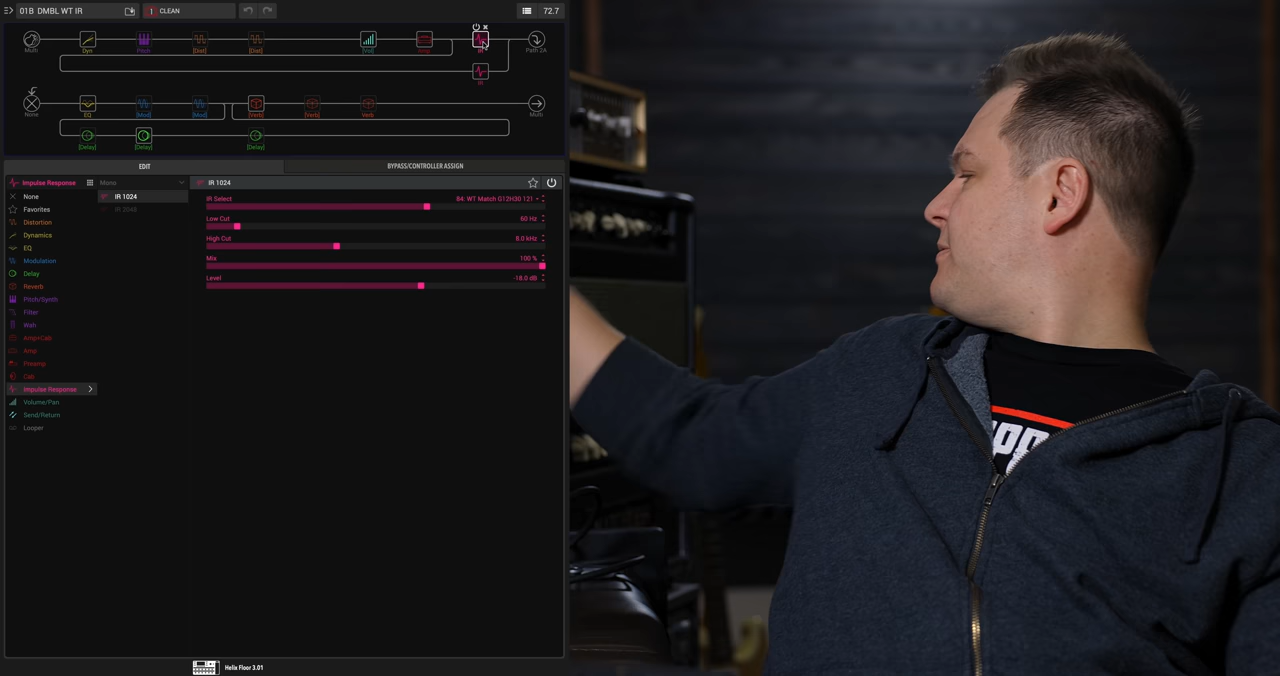 01B DMBL WT IR
1 CLEAN
72.7
Multi
Dyn
Pitch
[Dist]
[Dist]
[Vol]
Amp
IR
Path 2A
IR
None
EQ
[Mod]
[Mod]
[Verb]
[Verb]
Verb
Multi
[Delay]
[Delay]
[Delay]
EDIT
BYPASS/CONTROLLER ASSIGN
Impulse Response
Mono
IR 1024
None
IR 1024
Favorites
IR 2048
Distortion
Dynamics
EQ
Modulation
Delay
Reverb
Pitch/Synth
Filter
Wah
Amp+Cab
Amp
Preamp
Cab
Impulse Response
Volume/Pan
Send/Return
Looper
IR Select
84: WT Match G12H30 121
Low Cut
60 Hz
High Cut
8.0 kHz
Mix
100 %
Level
-18.0 dB
Helix Floor 3.01